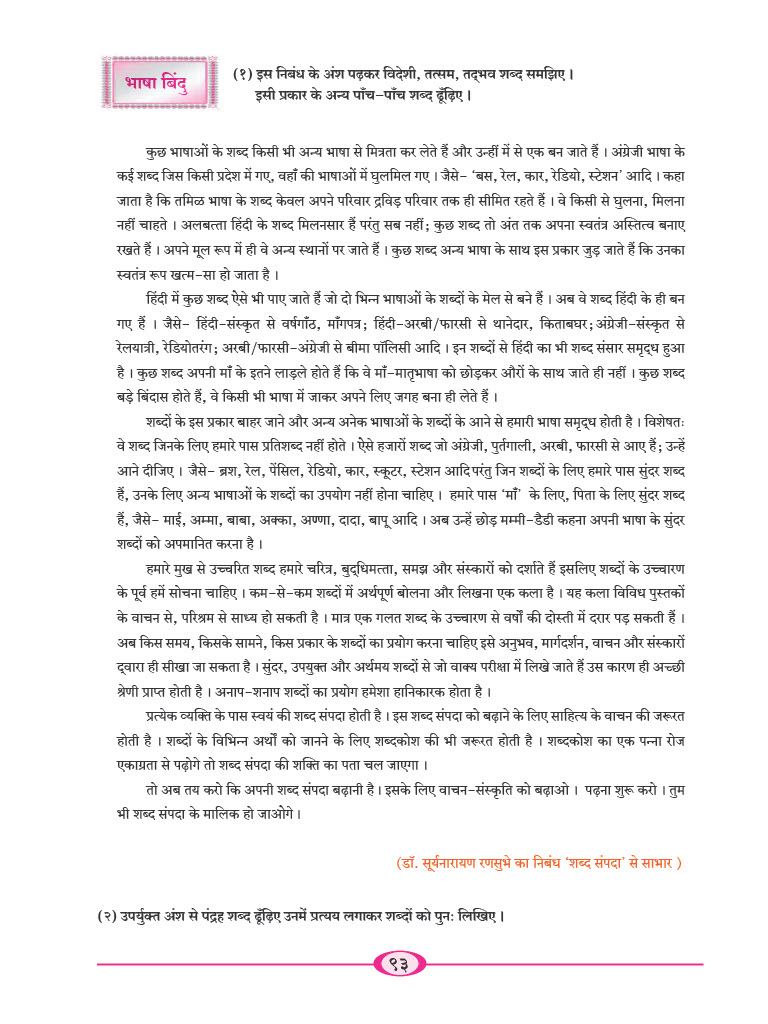 भाषा बिंदु
(१) इस निबंध के अंश पढ़कर विदेशी, तत्सम, तद्‌भव शब्द समझिए ।
इसी प्रकार के अन्य पाँच-पाँच शब्द ढूँढ़िए ।
कुछ भाषाओं के शब्द किसी भी अन्य भाषा से मित्रता कर लेते हैं और उन्हीं में से एक बन जाते हैं । अंग्रेजी भाषा के
कई शब्द जिस किसी प्रदेश में गए, वहाँ की भाषाओं में घुलमिल गए । जैसे- ‘बस, रेल, कार, रेडियो, स्टेशन’ आदि । कहा
जाता है कि तमिळ भाषा के शब्द केवल अपने परिवार द्रविड़ परिवार तक ही सीमित रहते हैं । वे किसी से घुलना, मिलना
नहीं चाहते । अलबत्ता हिंदी के शब्द मिलनसार हैं परंतु सब नहीं; कुछ शब्द तो अंत तक अपना स्वतंत्र अस्तित्व बनाए
रखते हैं । अपने मूल रूप में ही वे अन्य स्थानों पर जाते हैं । कुछ शब्द अन्य भाषा के साथ इस प्रकार जुड़ जाते हैं कि उनका
स्वतंत्र रूप खत्म-सा हो जाता है ।
हिंदी में कुछ शब्द ऐसे भी पाए जाते हैं जो दो भिन्न भाषाओं के शब्दों के मेल से बने हैं । अब वे शब्द हिंदी के ही बन
गए हैं । जैसे- हिंदी-संस्कृत से वर्षगाँठ, माँगपत्र; हिंदी-अरबी/फारसी से थानेदार, किताबघर; अंग्रेजी-संस्कृत से
रेलयात्री, रेडियोतरंग; अरबी/फारसी-अंग्रेजी से बीमा पॉलिसी आदि । इन शब्दों से हिंदी का भी शब्द संसार समृद्‌ध हुआ
है । कुछ शब्द अपनी माँ के इतने लाड़ले होते हैं कि वे माँ-मातृभाषा को छोड़कर औरों के साथ जाते ही नहीं । कुछ शब्द
बड़े बिंदास होते हैं, वे किसी भी भाषा में जाकर अपने लिए जगह बना ही लेते हैं ।
शब्दों के इस प्रकार बाहर जाने और अन्य अनेक भाषाओं के शब्दों के आने से हमारी भाषा समृद्‌ध होती है । विशेषतः
वे शब्द जिनके लिए हमारे पास प्रतिशब्द नहीं होते । ऐसे हजारों शब्द जो अंग्रेजी, पुर्तगाली, अरबी, फारसी से आए हैं; उन्हें
आने दीजिए । जैसे- ब्रश, रेल, पेंसिल, रेडियो, कार, स्कूटर, स्टेशन आदि परंतु जिन शब्दों के लिए हमारे पास सुंदर शब्द
हैं, उनके लिए अन्य भाषाओं के शब्दों का उपयोग नहीं होना चाहिए । हमारे पास ‘माँ’ के लिए, पिता के लिए सुंदर शब्द
हैं, जैसे- माई, अम्मा, बाबा, अक्का, अण्णा, दादा, बापू आदि । अब उन्हें छोड़ मम्मी-डैडी कहना अपनी भाषा के सुंदर
शब्दों को अपमानित करना है ।
हमारे मुख से उच्चरित शब्द हमारे चरित्र, बुद्‌धिमत्ता, समझ और संस्कारों को दर्शाते हैं इसलिए शब्दों के उच्चारण
के पूर्व हमें सोचना चाहिए । कम-से-कम शब्दों में अर्थपूर्ण बोलना और लिखना एक कला है । यह कला विविध पुस्तकों
के वाचन से, परिश्रम से साध्य हो सकती है । मात्र एक गलत शब्द के उच्चारण से वर्षों की दोस्ती में दरार पड़ सकती हैं ।
अब किस समय, किसके सामने, किस प्रकार के शब्दों का प्रयोग करना चाहिए इसे अनुभव, मार्गदर्शन, वाचन और संस्कारों
द्‌वारा ही सीखा जा सकता है । सुंदर, उपयुक्त और अर्थमय शब्दों से जो वाक्य परीक्षा में लिखे जाते हैं उस कारण ही अच्छी
श्रेणी प्राप्त होती है । अनाप-शनाप शब्दों का प्रयोग हमेशा हानिकारक होता है ।
प्रत्येक व्यक्ति के पास स्वयं की शब्द संपदा होती है । इस शब्द संपदा को बढ़ाने के लिए साहित्य के वाचन की जरूरत
होती है । शब्दों के विभिन्न अर्थों को जानने के लिए शब्दकोश की भी जरूरत होती है । शब्दकोश का एक पन्ना रोज
एकाग्रता से पढ़ोगे तो शब्द संपदा की शक्ति का पता चल जाएगा ।
तो अब तय करो कि अपनी शब्द संपदा बढ़ानी है । इसके लिए वाचन-संस्कृति को बढ़ाओ । पढ़ना शुरू करो । तुम
भी शब्द संपदा के मालिक हो जाओगे ।
(डॉ. सूर्यनारायण रणसुभे का निबंध ‘शब्द संपदा’ से साभार )
(२) उपर्युक्त अंश से पंद्रह शब्द ढूँढ़िए उनमें प्रत्यय लगाकर शब्दों को पुनः लिखिए ।
९३